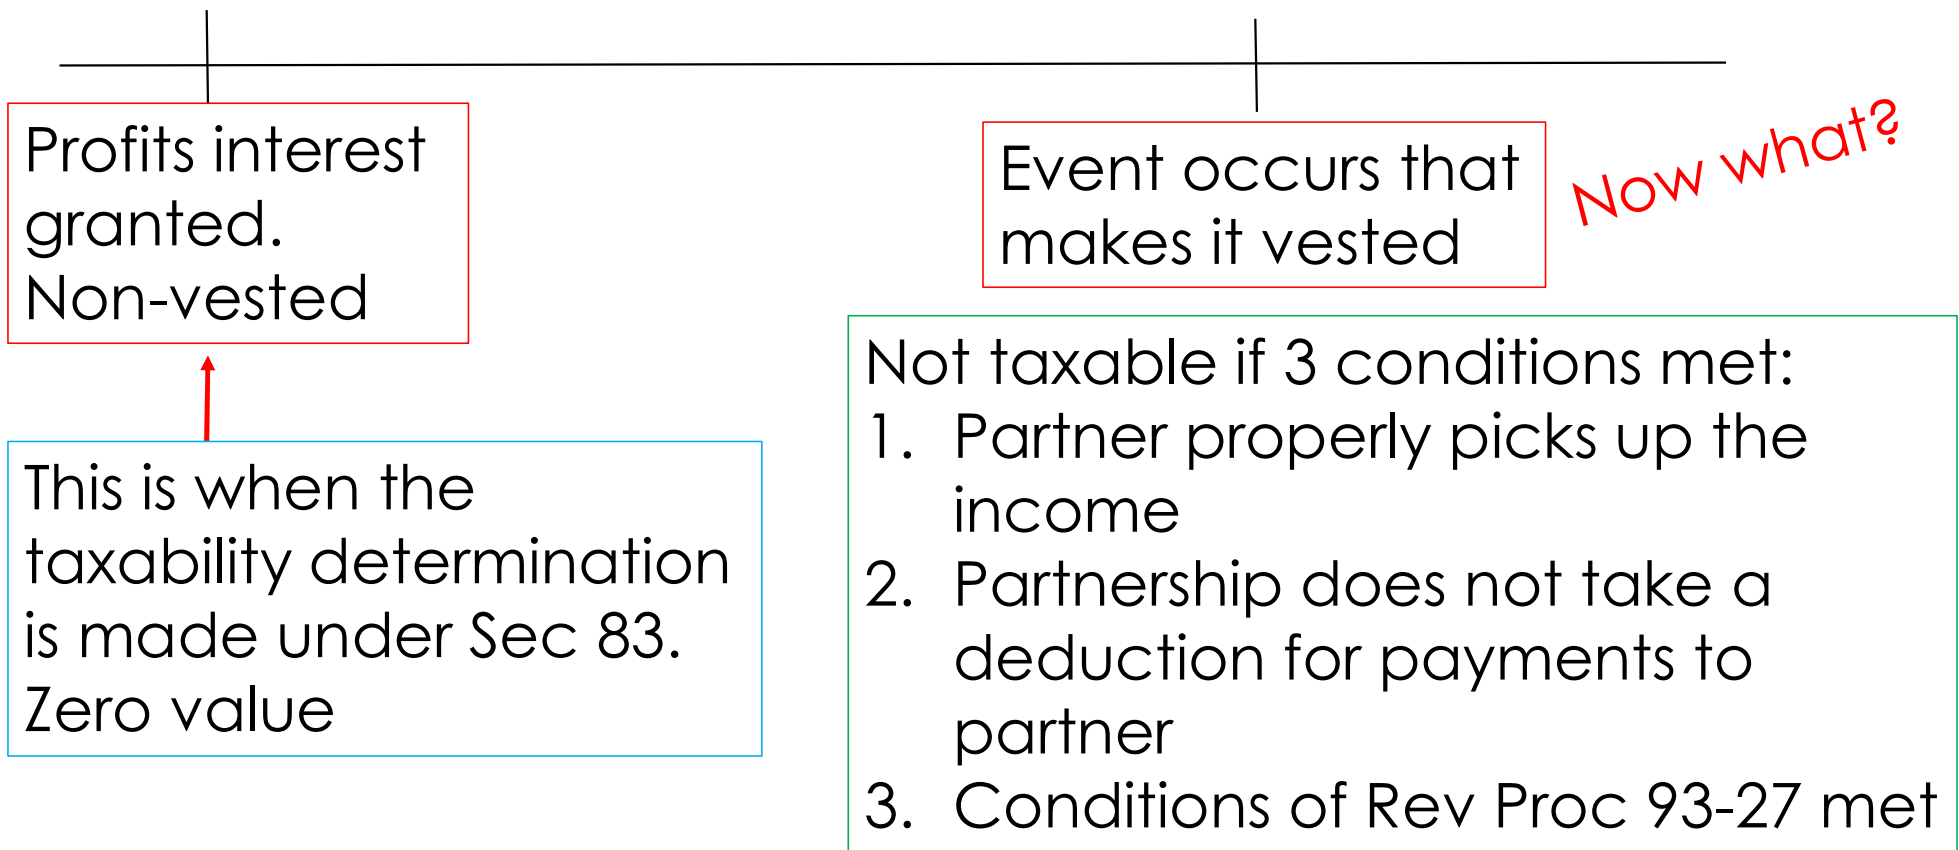 Profits interest
granted.
Non-vested
Event occurs that
makes it vested
Now what?
This is when the
taxability determination
is made under Sec 83.
Zero value
Not taxable if 3 conditions met:
1. Partner properly picks up the
income
2. Partnership does not take a
deduction for payments to
partner
3. Conditions of Rev Proc 93-27 met